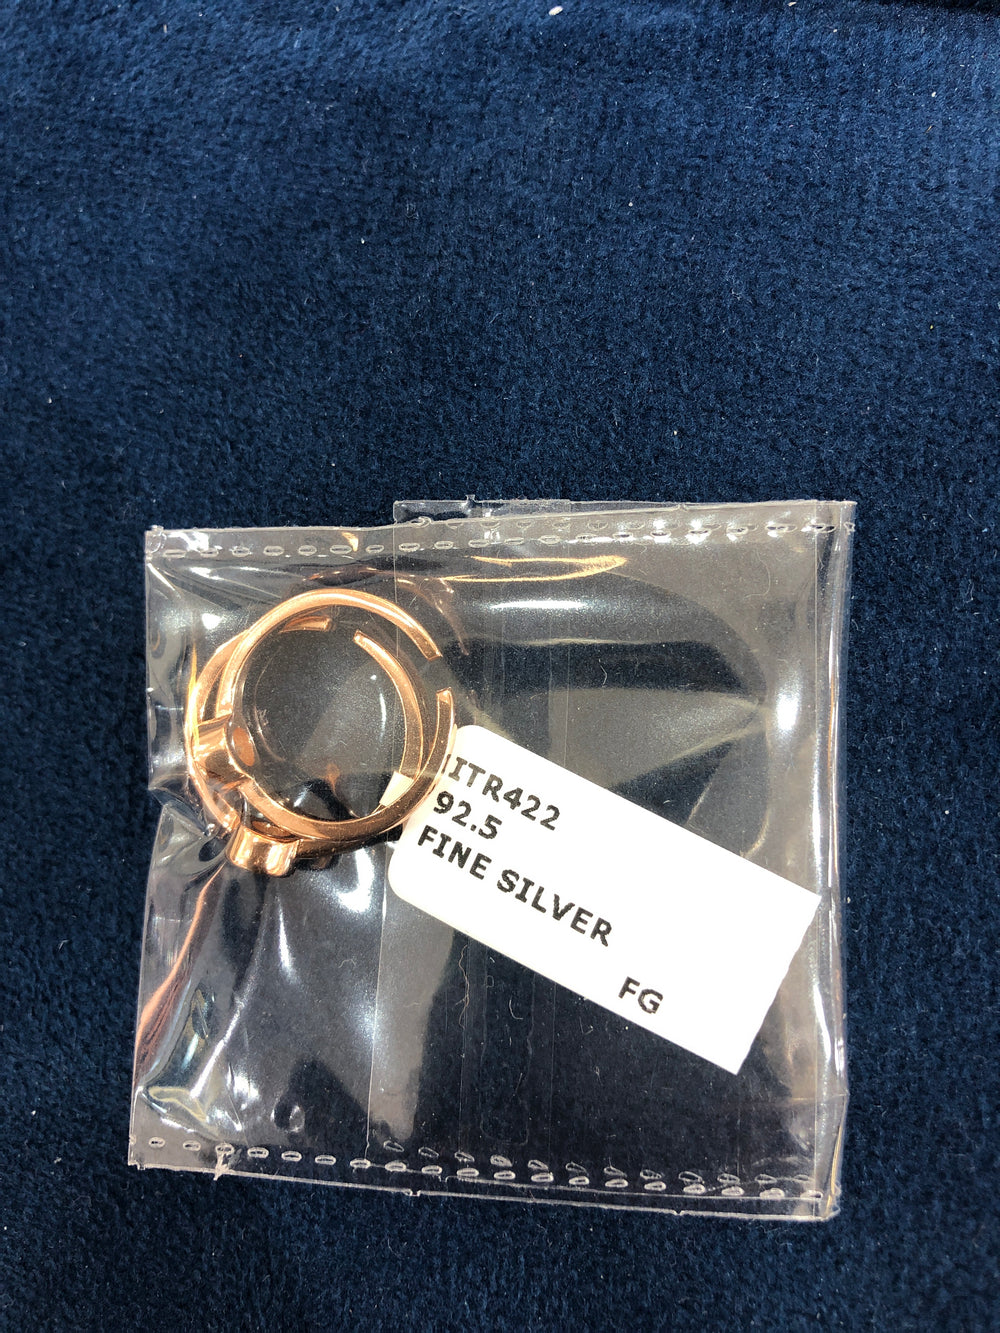 ITR422
92.5
FINE SILVER
FG